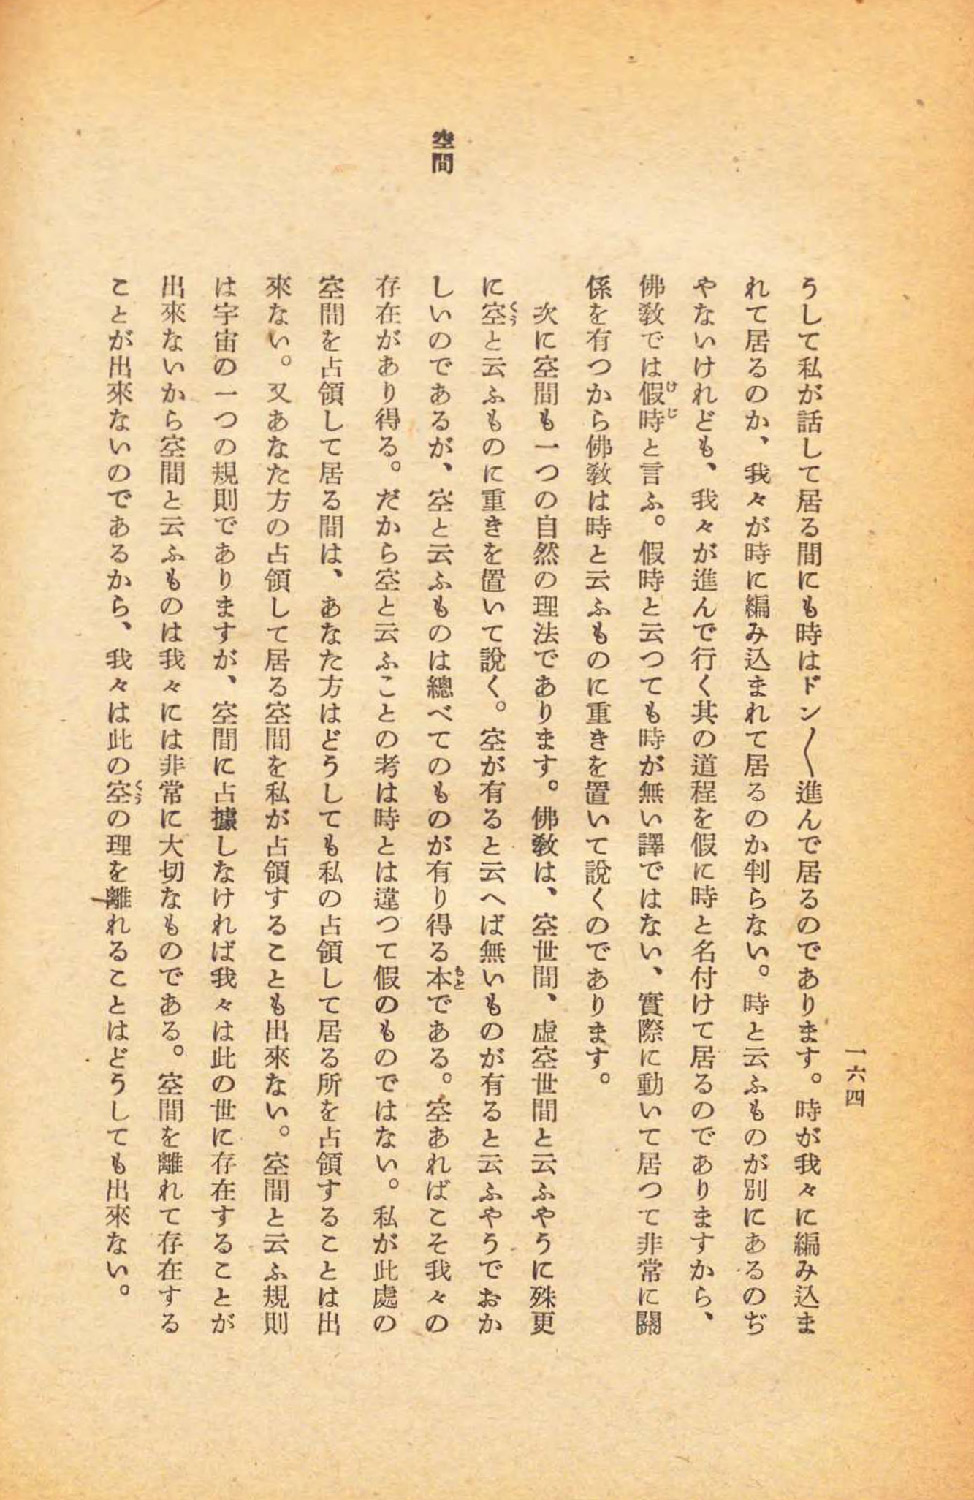 一六四
うして私が話して居る間にも時はドン〳〵進んで居るのであります。時が我々に編み込ま
れて居るのか、我々が時に編み込まれて居るのか判らない。時と云ふものが別にあるのぢ
やないけれども、我々が進んで行く其の道程を假に時と名付けて居るのでありますから、
佛敎では假時と言ふ。假時と云つても時が無い譯ではない、實際に動いて居つて非常に關
係を有つから佛敎は時と云ふものに重きを置いて說くのであります。
空間
次に空間も一つの自然の理法であります。佛敎は、空世間、虛空世間と云ふやうに殊更
に空と云ふものに重きを置いて說く。空が有ると云へば無いものが有ると云ふやうでおか
しいのであるが、空と云ふものは總べてのものが有り得る本である。空あればこそ我々の
存在があり得る。だから空と云ふことの考は時とは違つて假のものではない。私が此處の
空間を占領して居る間は、あなた方はどうしても私の占領して居る所を占領することは出
來ない。又あなた方の占領して居る空間を私が占領することも出來ない。空間と云ふ規則
は宇宙の一つの規則でありますが、空間に占據しなければ我々は此の世に存在することが
出來ないから空間と云ふものは我々には非常に大切なものである。空間を離れて存在する
ことが出來ないのであるから、我々は此の空の理を離れることはどうしても出來ない。